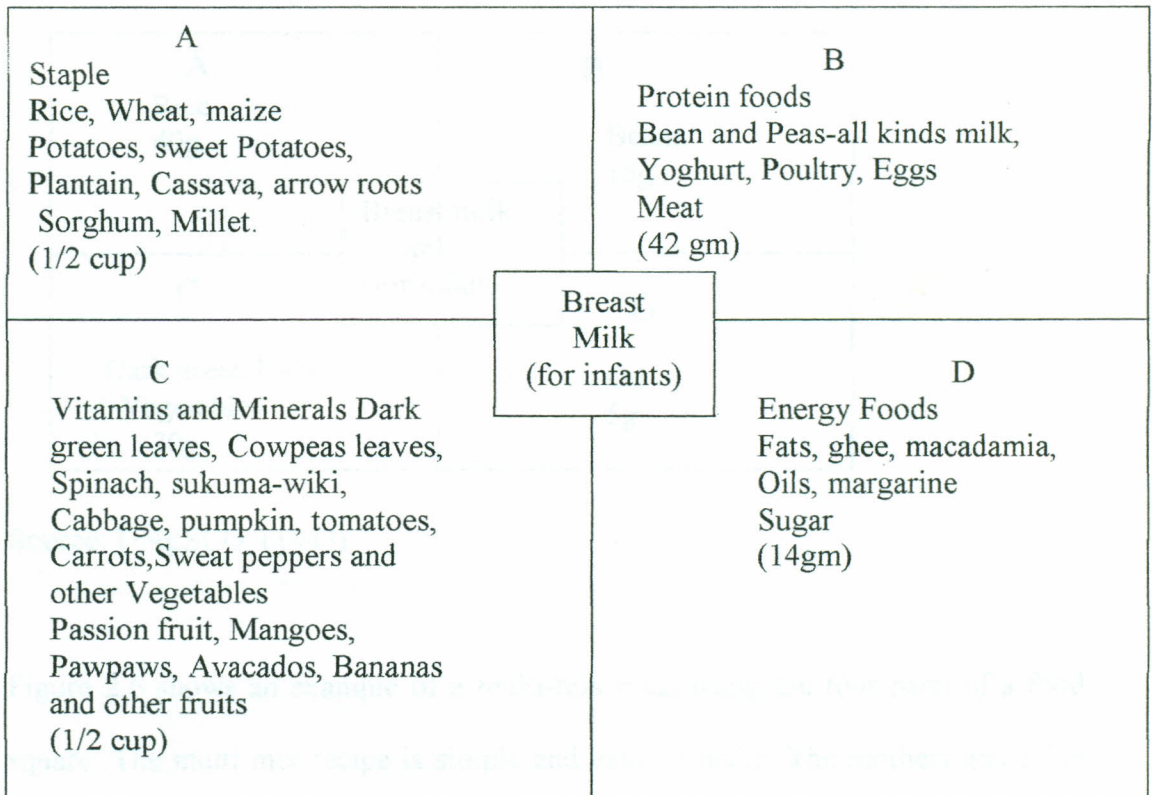 A
Staple
Rice, Wheat, maize
Potatoes, sweet Potatoes,
Plantain, Cassava, arrow roots
Sorghum, Millet.
(1/2 cup)
B
Protein foods
Bean and Peas-all kinds milk,
Yoghurt, Poultry, Eggs
Meat
(42 gm)
Breast
Milk
(for infants)
C
Vitamins and Minerals Dark
green leaves, Cowpeas leaves,
Spinach, sukuma-wiki,
Cabbage, pumpkin, tomatoes,
Carrots,Sweat peppers and
other Vegetables
Passion fruit, Mangoes,
Pawpaws, Avacados, Bananas
and other fruits
(1/2 cup)
D
Energy Foods
Fats, ghee, macadamia,
Oils, margarine
Sugar
(14gm)